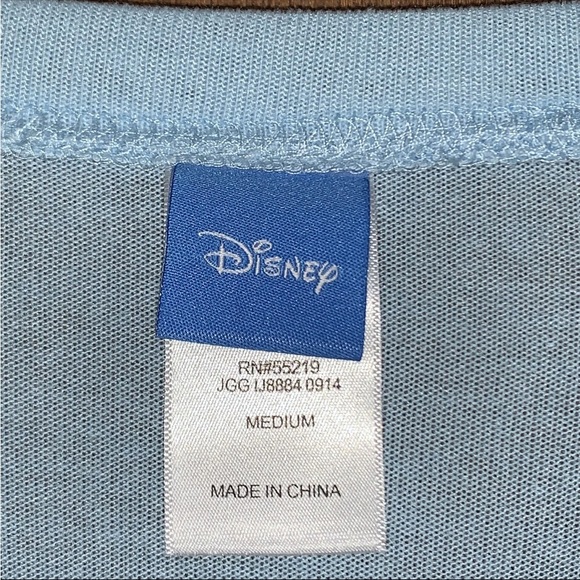 Disney
RN#55219
JGG IJ8884 0914
MEDIUM
MADE IN CHINA